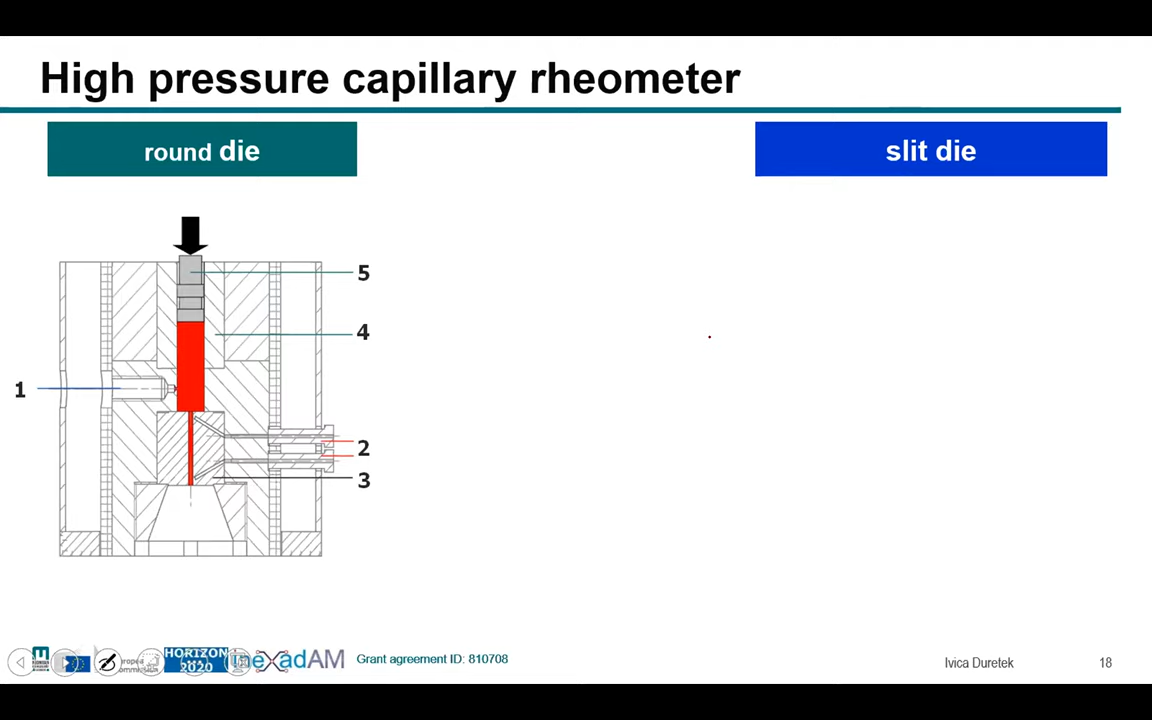 High pressure capillary rheometer
round die
slit die
5
4
1
2
3
HORIZON
2020
inexadAM
Grant agreement ID: 810708
Ivica Duretek
18